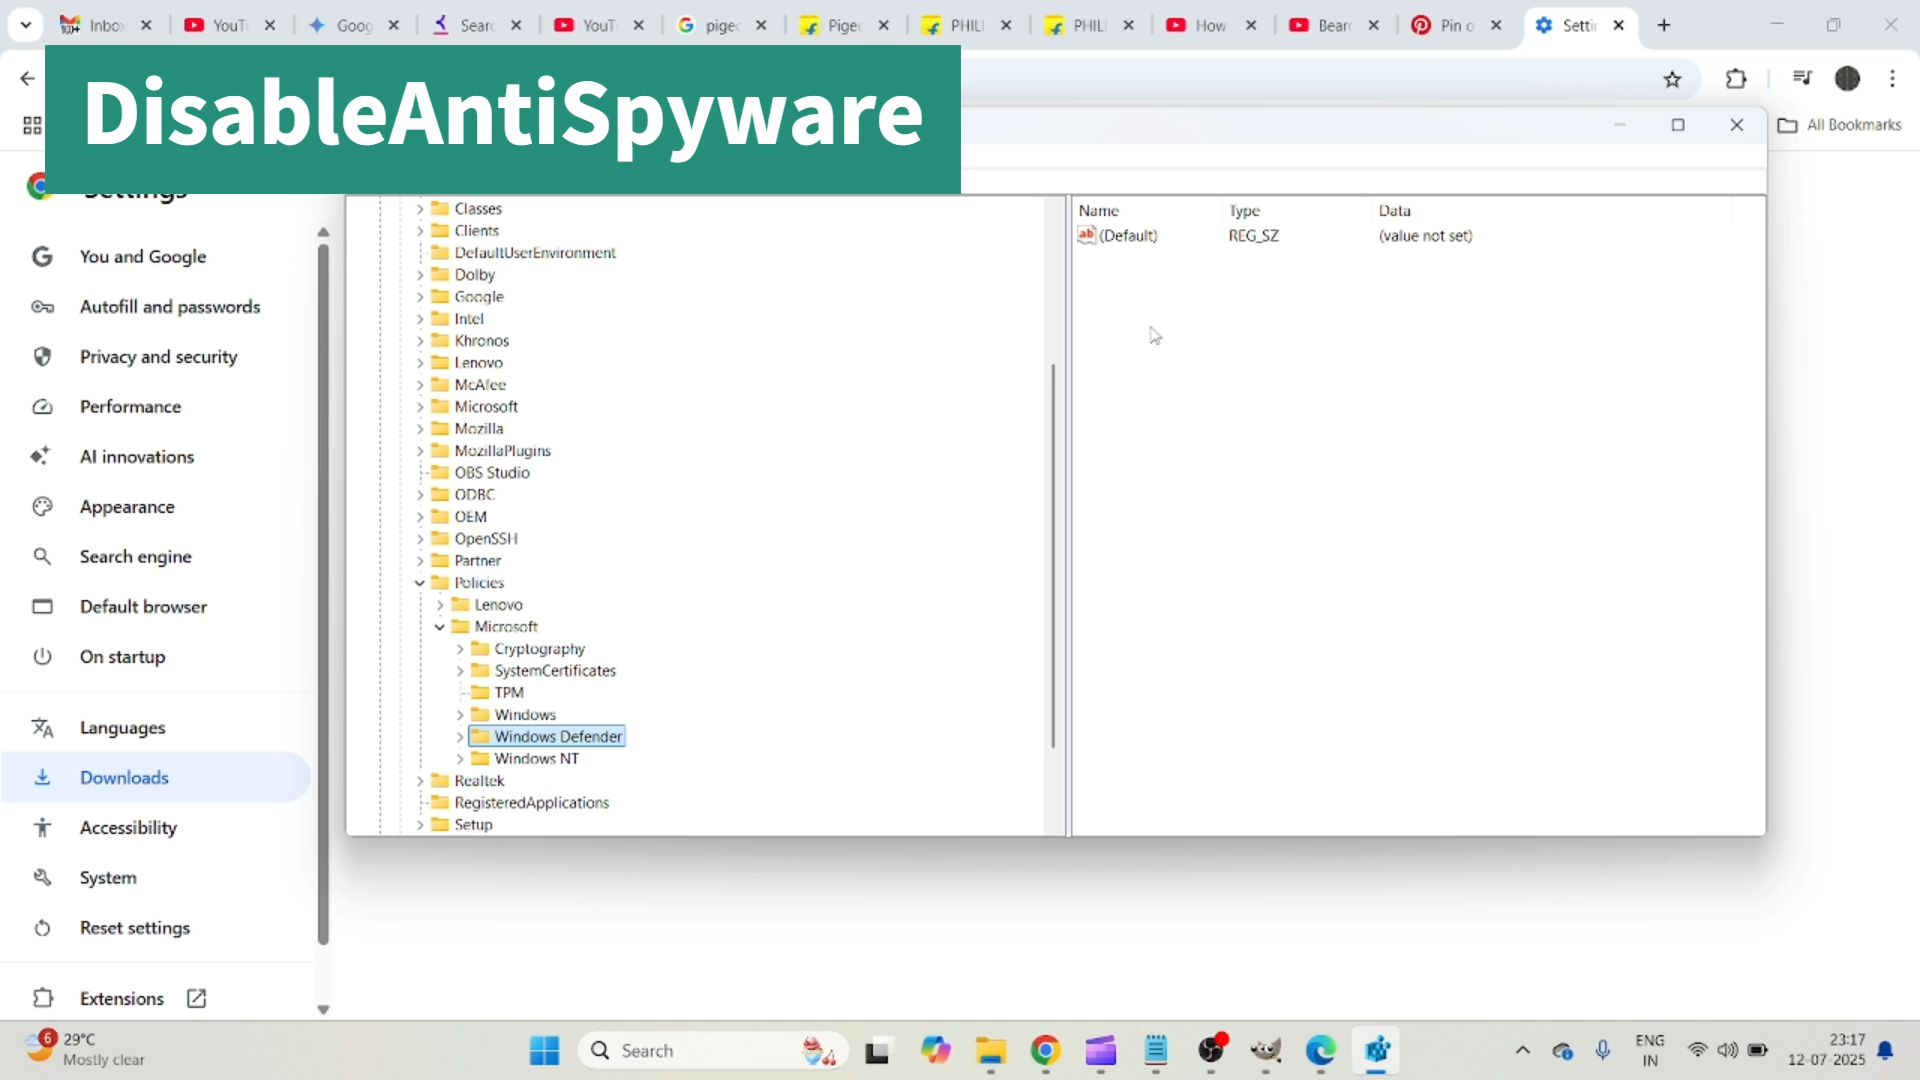 Inbo
YouT
Goog
Sear
YouT
pige
Pige
PHIL
PHIL
How
Bear
Pin o
Settin
DisableAntiSpyware
All Bookmarks
Settings
You and Google
Autofill and passwords
Privacy and security
Performance
AI innovations
Appearance
Search engine
Default browser
On startup
Languages
Downloads
Accessibility
System
Reset settings
Extensions
Classes
Clients
DefaultUserEnvironment
Dolby
Google
Intel
Khronos
Lenovo
McAfee
Microsoft
Mozilla
MozillaPlugins
OBS Studio
ODBC
OEM
OpenSSH
Partner
Policies
Lenovo
Microsoft
Cryptography
SystemCertificates
TPM
Windows
Windows Defender
Windows NT
Realtek
RegisteredApplications
Setup
Name Type Data
(Default) REG_SZ (value not set)
6
29°C
Mostly clear
Search
ENG
IN
23:17
12-07-2025